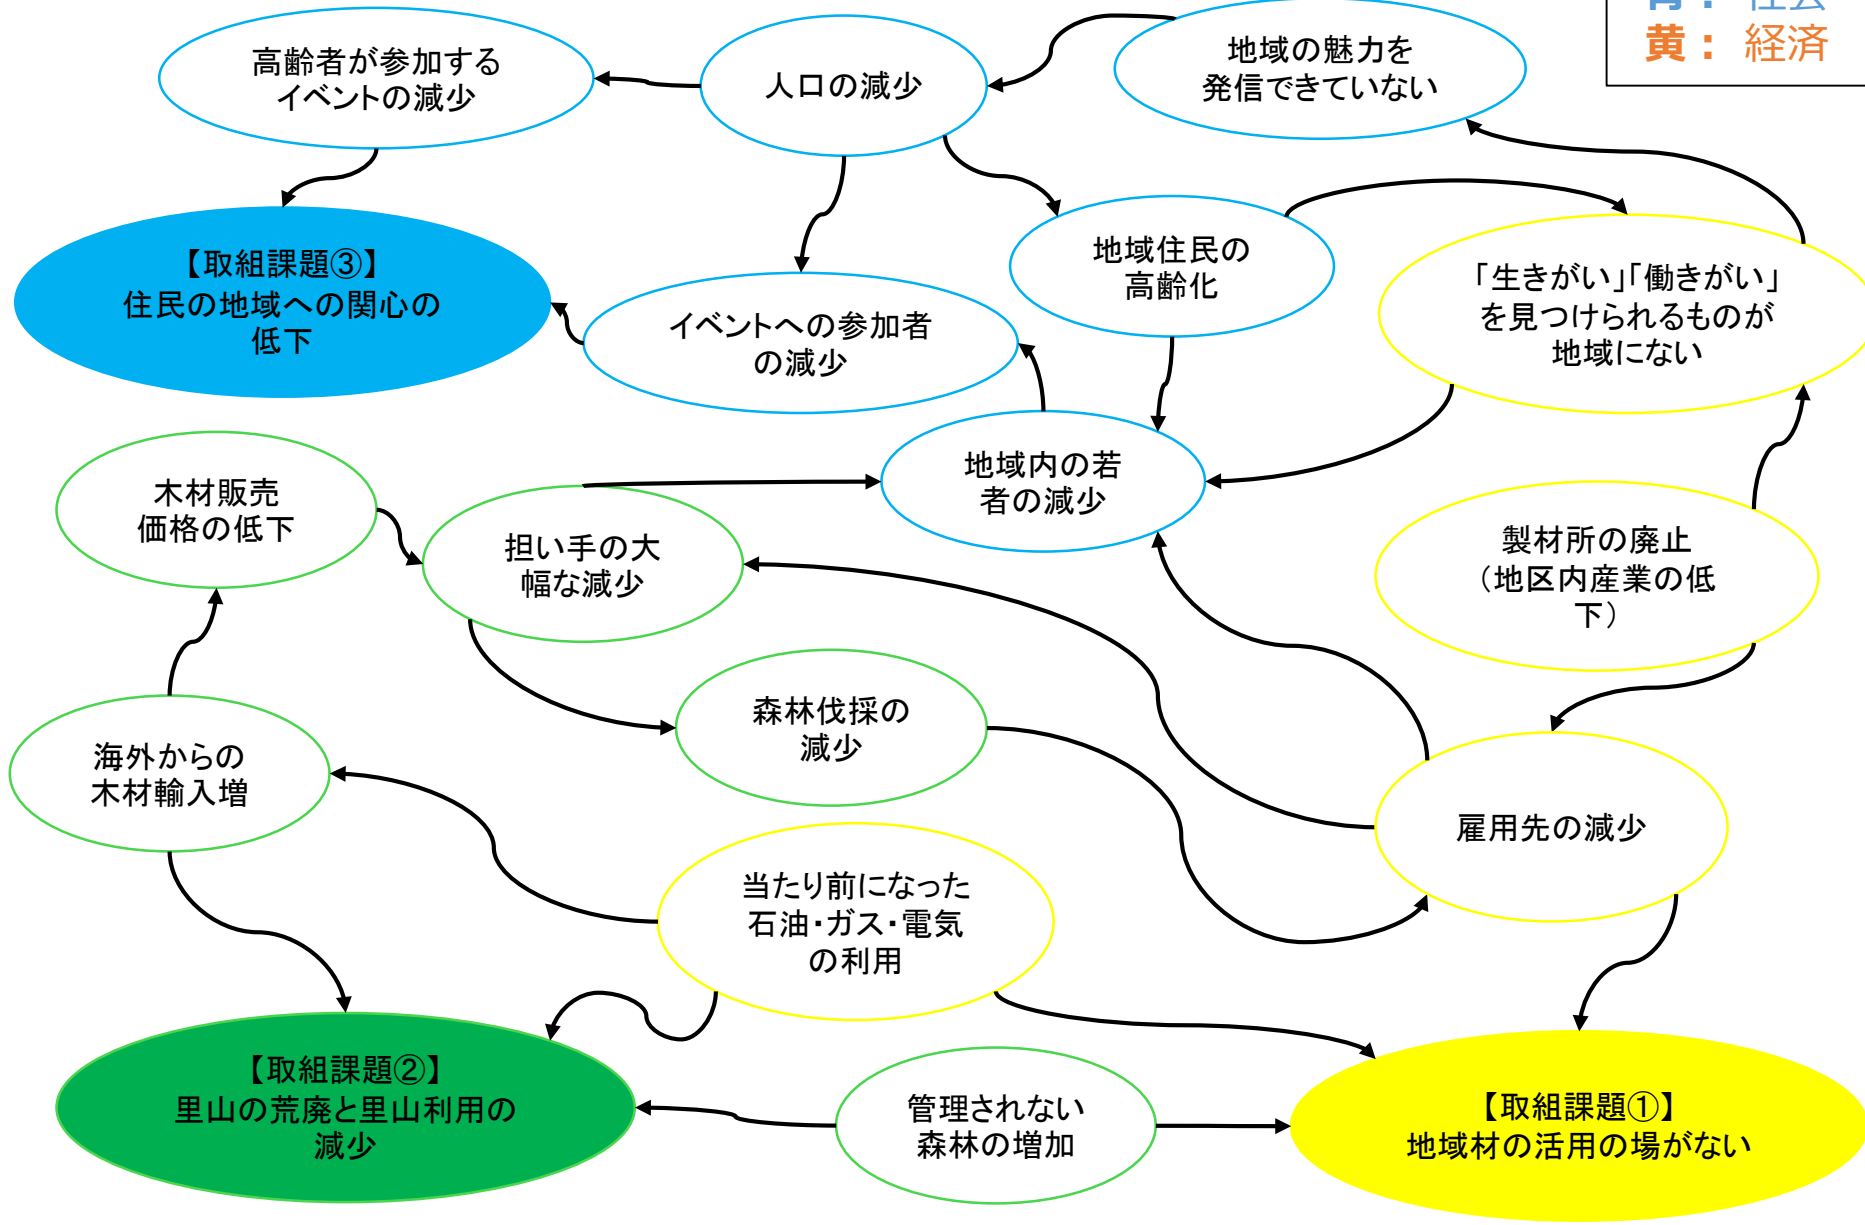 青： 社会
黄： 経済
高齢者が参加する
イベントの減少
人口の減少
地域の魅力を
発信できていない
【取組課題③】
住民の地域への関心の
低下
イベントへの参加者
の減少
地域住民の
高齢化
「生きがい」「働きがい」
を見つけられるものが
地域にない
木材販売
価格の低下
担い手の大
幅な減少
地域内の若
者の減少
製材所の廃止
（地区内産業の低
下）
海外からの
木材輸入増
森林伐採の
減少
雇用先の減少
当たり前になった
石油・ガス・電気
の利用
【取組課題②】
里山の荒廃と里山利用の
減少
管理されない
森林の増加
【取組課題①】
地域材の活用の場がない